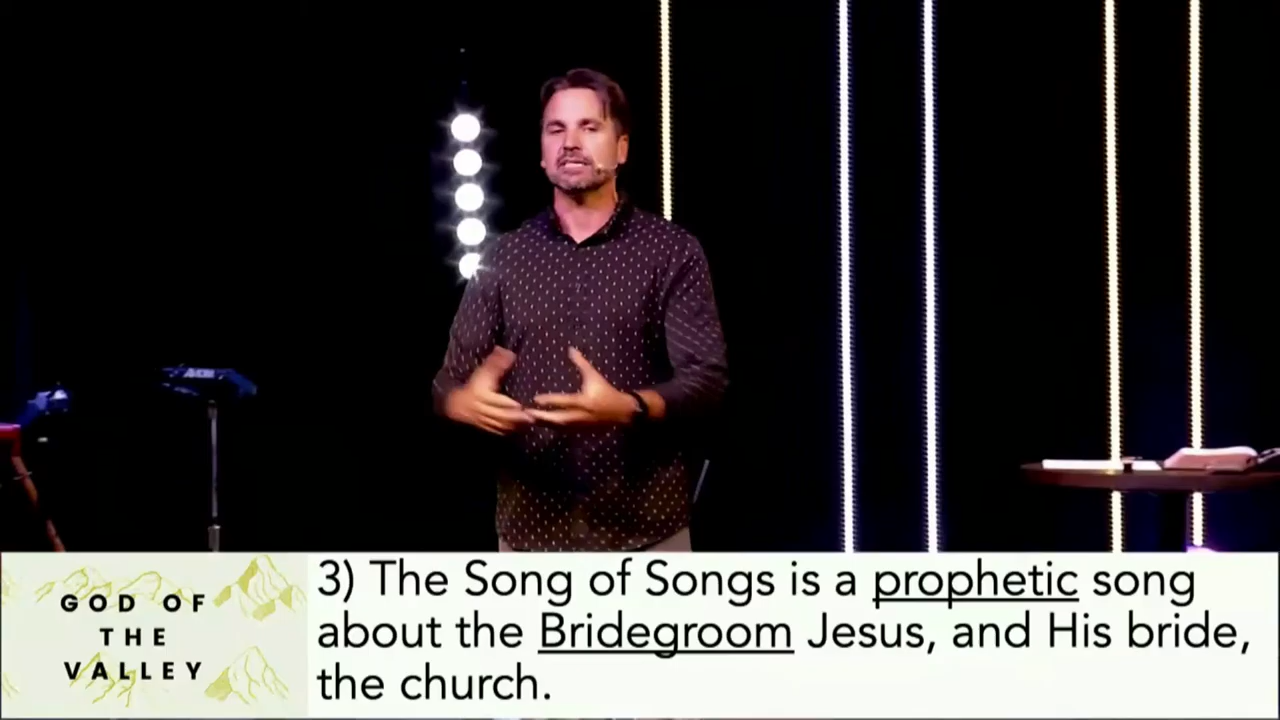 GOD OF
THE
VALLEY
3) The Song of Songs is a prophetic song
about the Bridegroom Jesus, and His bride,
the church.